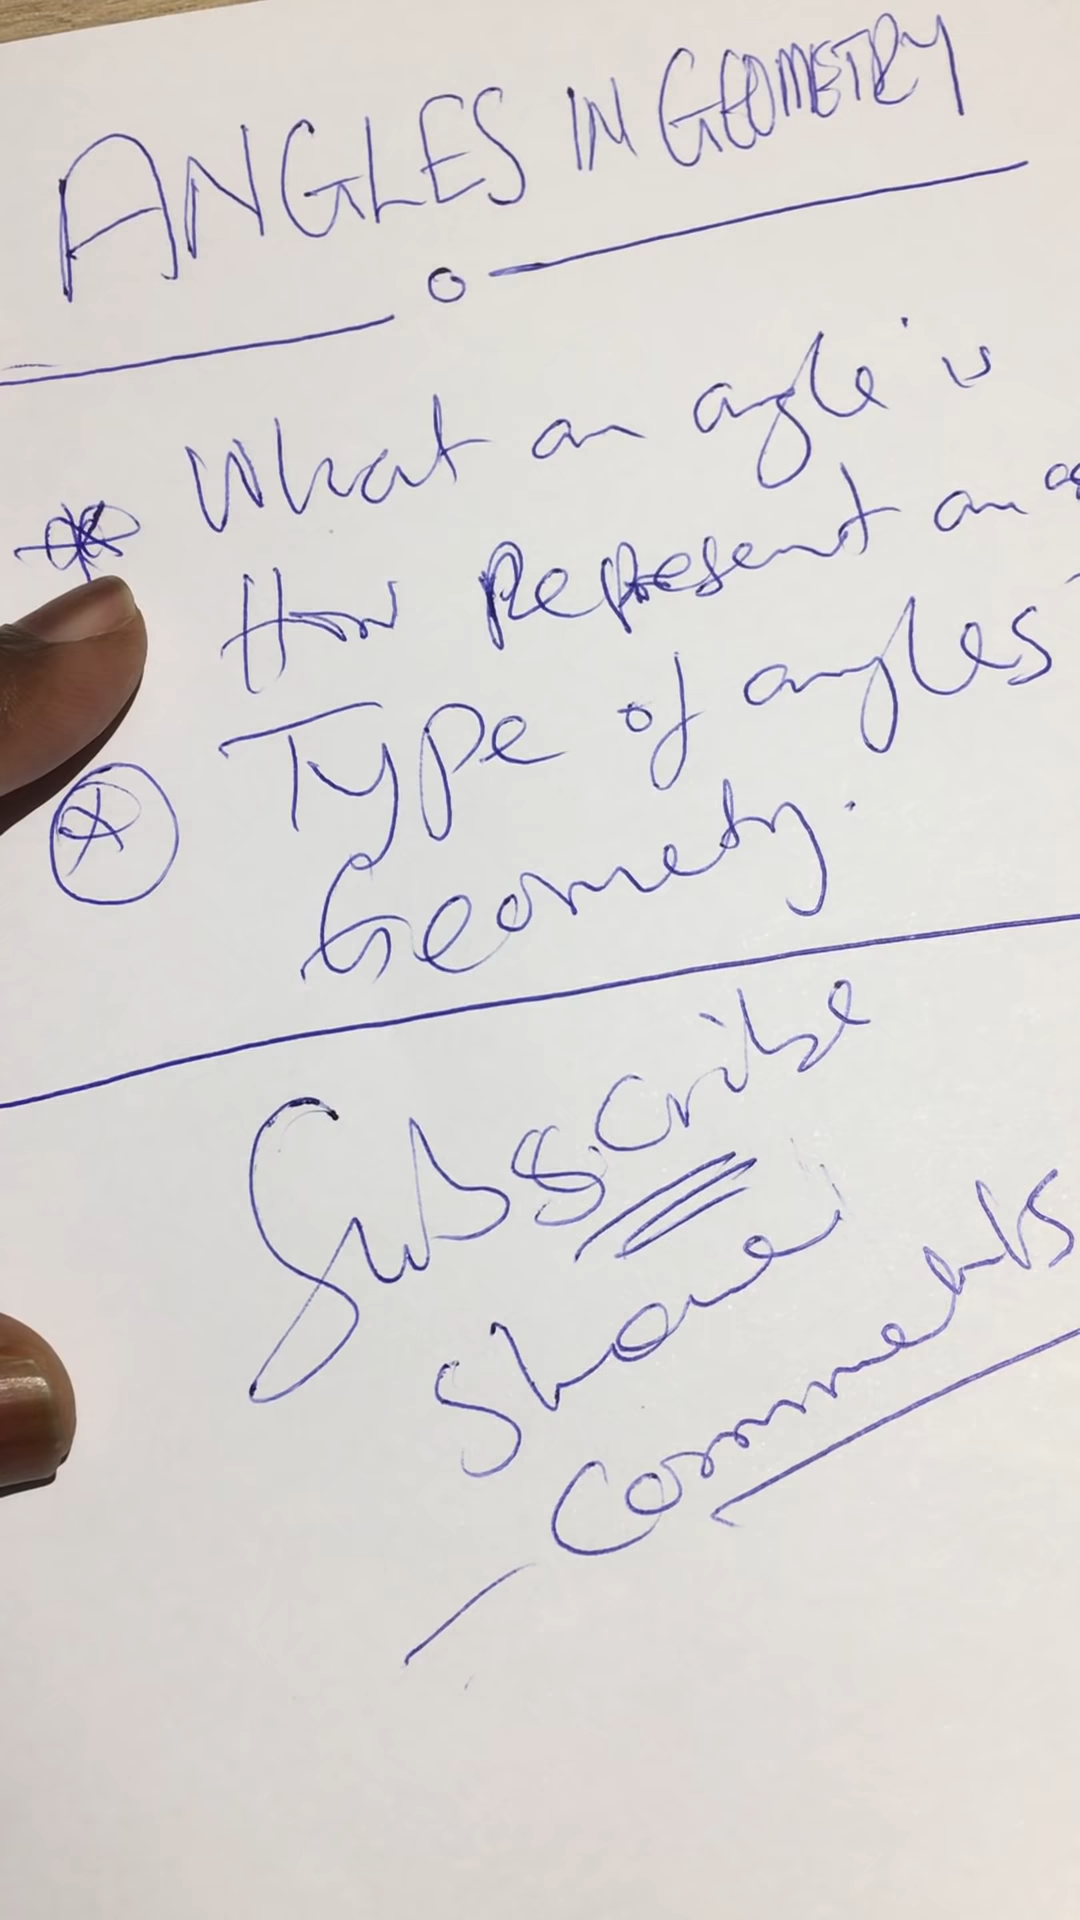 ANGLES IN GEOMETRY
* What an angle is
How Represent an
Type of angles
Geometry.
Subscribe
Share
Comments